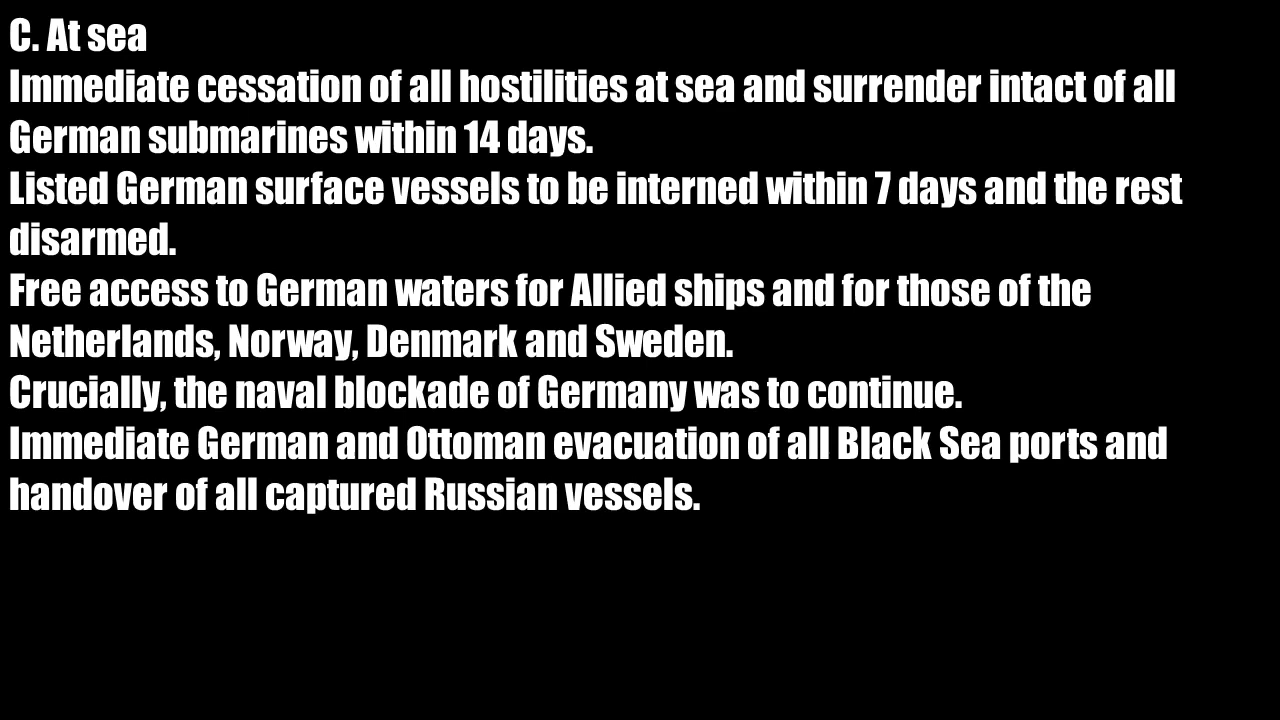 C. At sea
Immediate cessation of all hostilities at sea and surrender intact of all
German submarines within 14 days.
Listed German surface vessels to be interned within 7 days and the rest
disarmed.
Free access to German waters for Allied ships and for those of the
Netherlands, Norway, Denmark and Sweden.
Crucially, the naval blockade of Germany was to continue.
Immediate German and Ottoman evacuation of all Black Sea ports and
handover of all captured Russian vessels.